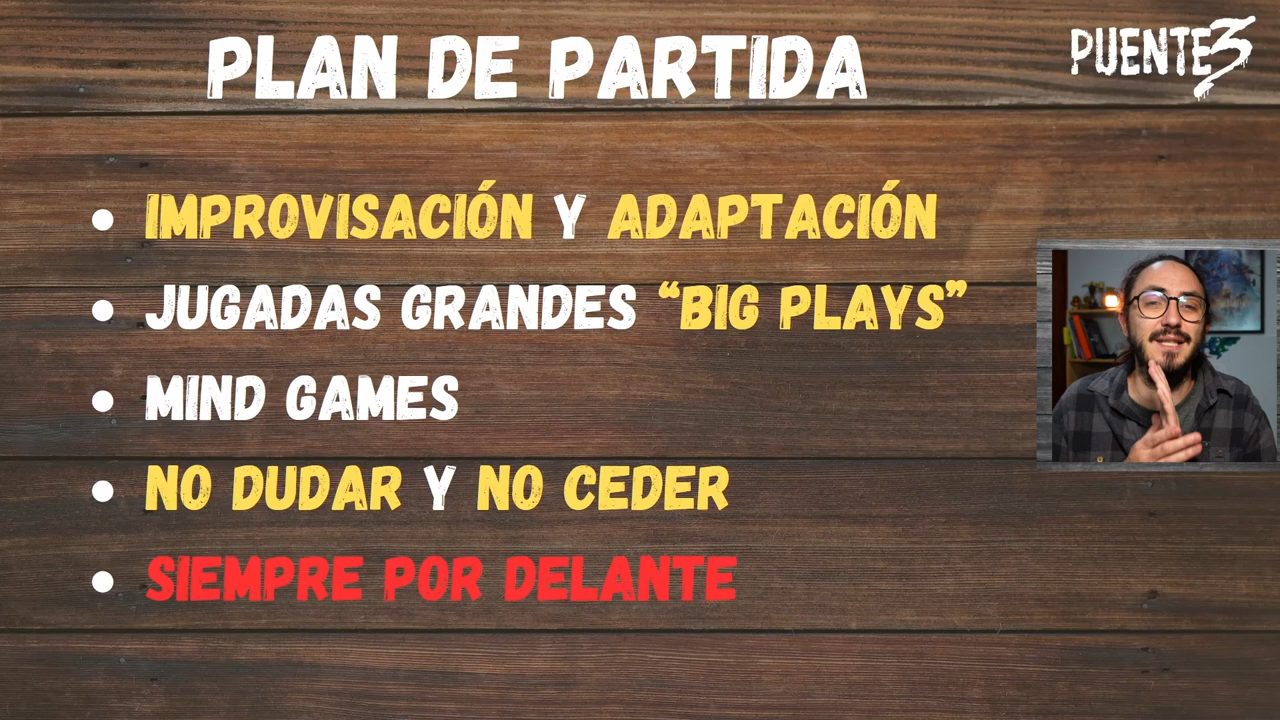 PLAN DE PARTIDA
PUENTE3
IMPROVISACIÓN Y ADAPTACIÓN
JUGADAS GRANDES “BIG PLAYS”
MIND GAMES
NO DUDAR Y NO CEDER
SIEMPRE POR DELANTE